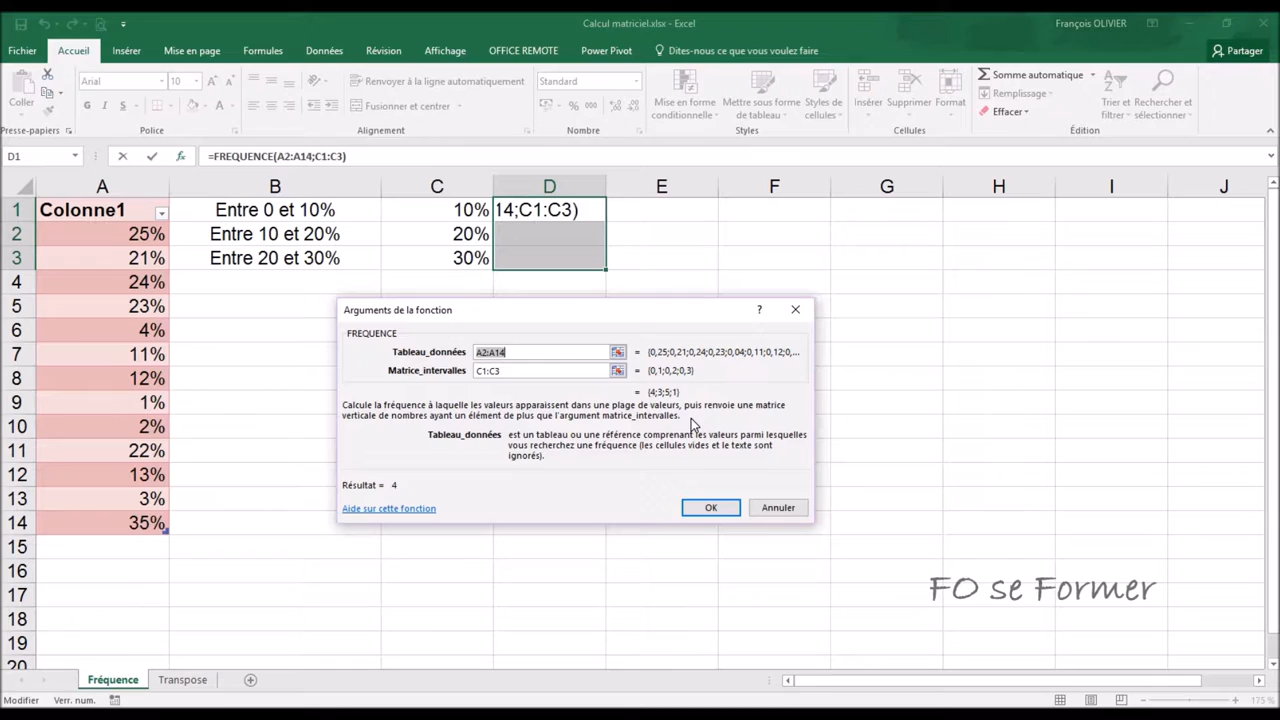 Calcul matriciel.xlsx - Excel
François OLIVIER
Fichier Accueil Insérer Mise en page Formules Données Révision Affichage OFFICE REMOTE Power Pivot Dites-nous ce que vous voulez faire Partager
Coller
Arial 10
Renvoyer à la ligne automatiquement
Standard
Mise en forme conditionnelle
Mettre sous forme de tableau
Styles de cellules
Insérer Supprimer Format
Somme automatique
Remplissage
Effacer
Trier et filtrer
Rechercher et sélectionner
G I S
Fusionner et centrer
% 000
Presse-papiers Police Alignement Nombre Styles Cellules Édition
D1 fx =FREQUENCE(A2:A14;C1:C3)
A B C D E F G H I J
1 Colonne1 Entre 0 et 10% 10% 14;C1:C3)
2 25% Entre 10 et 20% 20%
3 21% Entre 20 et 30% 30%
4 24%
5 23%
6 4%
7 11%
8 12%
9 1%
10 2%
11 22%
12 13%
13 3%
14 35%
15
16
17
18
19
20
Arguments de la fonction ?
FREQUENCE
Tableau_données A2:A14 = {0,25;0,21;0,24;0,23;0,04;0,11;0,12;0,...
Matrice_intervalles C1:C3 = {0,1;0,2;0,3}
= {4;3;5;1}
Calcule la fréquence à laquelle les valeurs apparaissent dans une plage de valeurs, puis renvoie une matrice
verticale de nombres ayant un élément de plus que l'argument matrice_intervalles.
Tableau_données est un tableau ou une référence comprenant les valeurs parmi lesquelles
vous recherchez une fréquence (les cellules vides et le texte sont
ignorés).
Résultat = 4
Aide sur cette fonction OK Annuler
FO se Former
Fréquence Transpose
Modifier Verr. num. 175 %